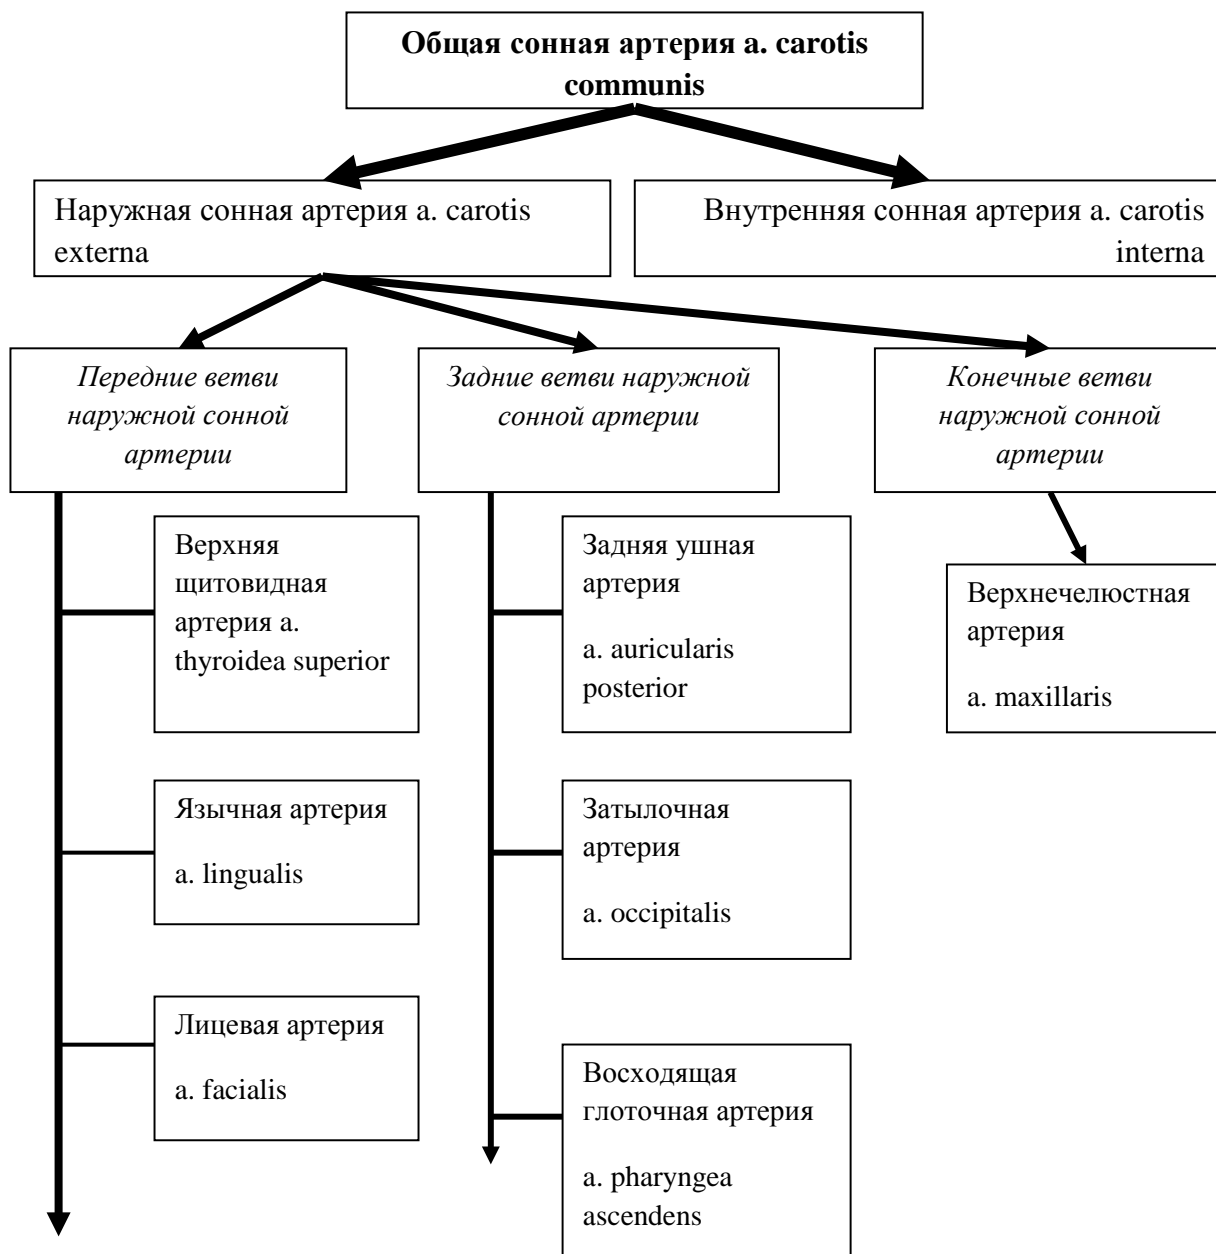 Общая сонная артерия a. carotis
communis
Наружная сонная артерия a. carotis
externa
Внутренняя сонная артерия a. carotis
interna
Передние ветви
наружной сонной
артерии
Задние ветви наружной
сонной артерии
Конечные ветви
наружной сонной
артерии
Верхняя
щитовидная
артерия a.
thyroidea superior
Задняя ушная
артерия
a. auricularis
posterior
Верхнечелюстная
артерия
a. maxillaris
Язычная артерия
a. lingualis
Затылочная
артерия
a. occipitalis
Лицевая артерия
a. facialis
Восходящая
глоточная артерия
a. pharyngea
ascendens